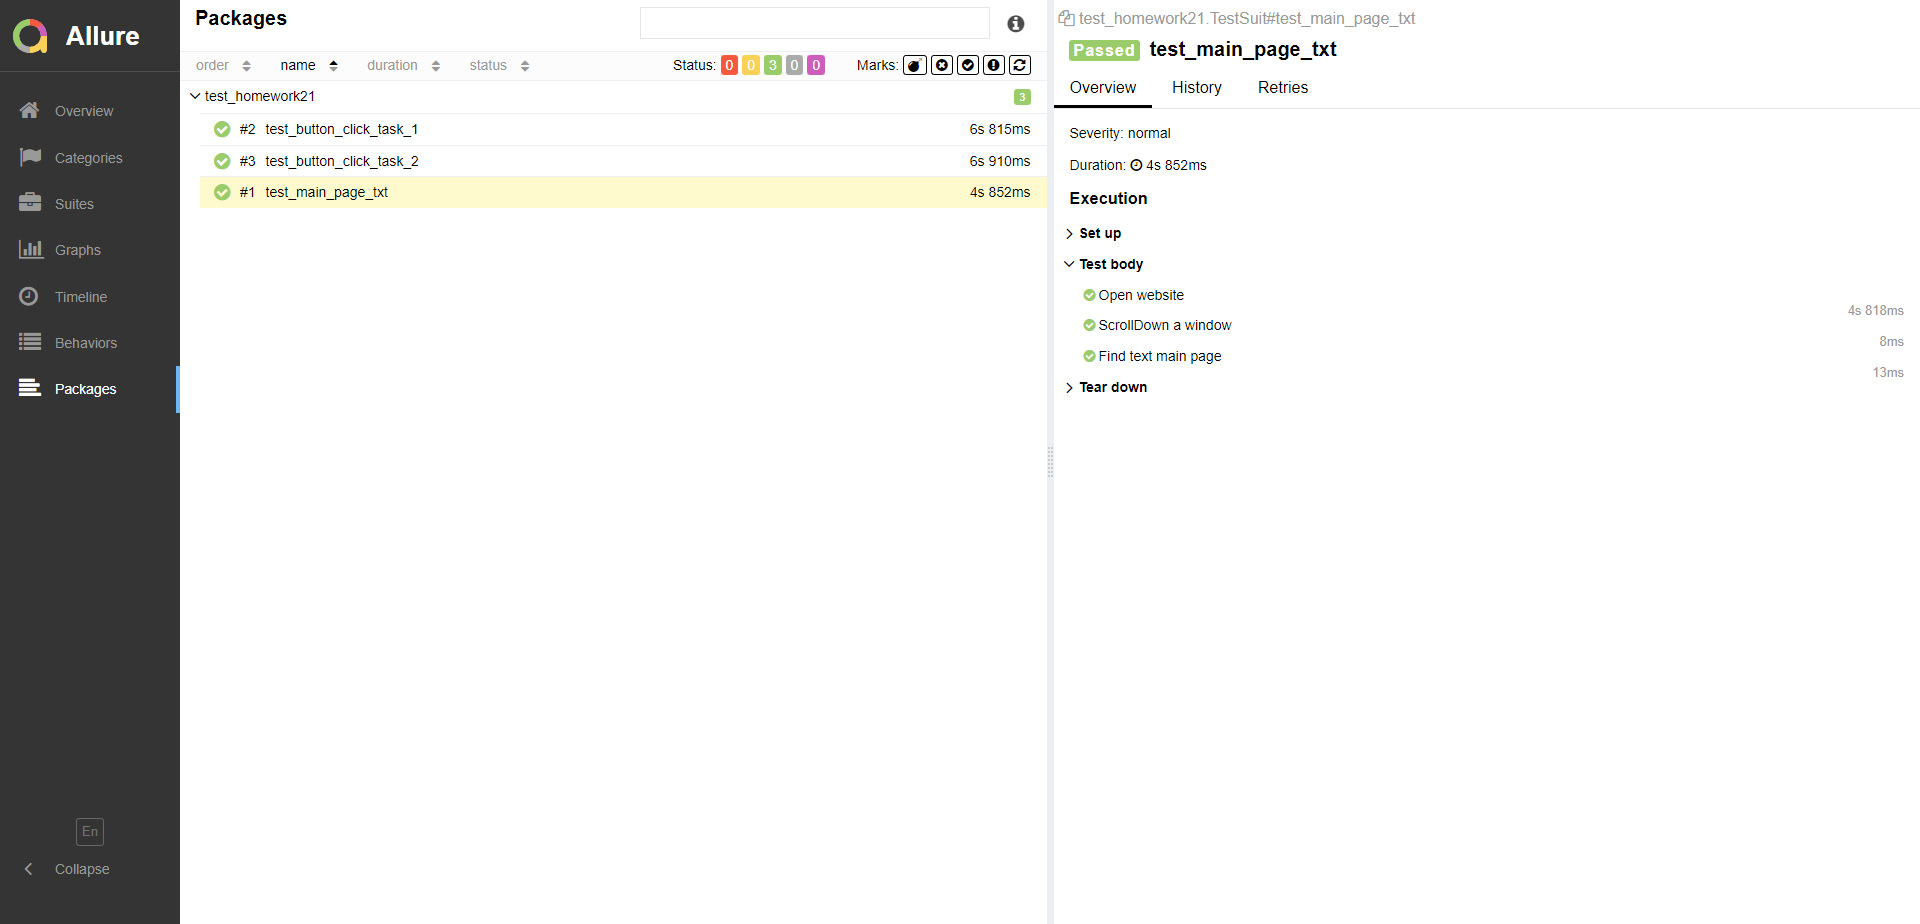 Allure
Overview
Categories
Suites
Graphs
Timeline
Behaviors
Packages
En
Collapse
Packages
order name duration status Status: 0 0 3 0 0 Marks:
test_homework21 3
#2 test_button_click_task_1 6s 815ms
#3 test_button_click_task_2 6s 910ms
#1 test_main_page_txt 4s 852ms
test_homework21.TestSuit#test_main_page_txt
Passed test_main_page_txt
Overview History Retries
Severity: normal
Duration: 4s 852ms
Execution
Set up
Test body
Open website
4s 818ms
ScrollDown a window
8ms
Find text main page
13ms
Tear down